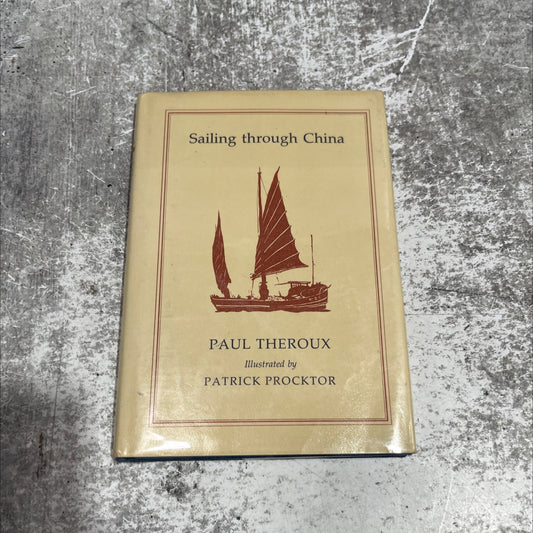 Sailing through China
PAUL THEROUX
Illustrated by
PATRICK PROCKTOR